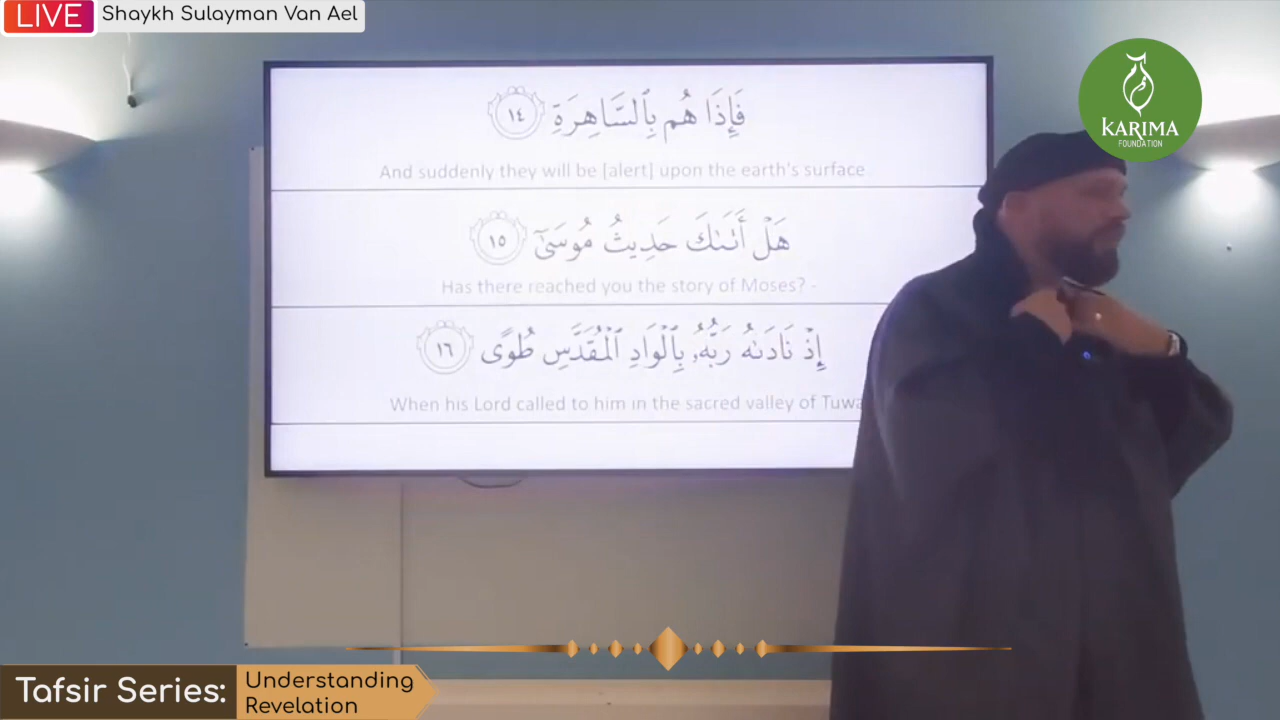 LIVE
Shaykh Sulayman Van Ael
KARIMA
FOUNDATION
فَإِذَا هُم بِٱلسَّاهِرَةِ ١٤
And suddenly they will be [alert] upon the earth's surface
هَلۡ أَتَىٰكَ حَدِيثُ مُوسَىٰٓ ١٥
Has there reached you the story of Moses? -
إِذۡ نَادَىٰهُ رَبُّهُۥ بِٱلۡوَادِ ٱلۡمُقَدَّسِ طُوًى ١٦
When his Lord called to him in the sacred valley of Tuwa
Tafsir Series:
Understanding
Revelation